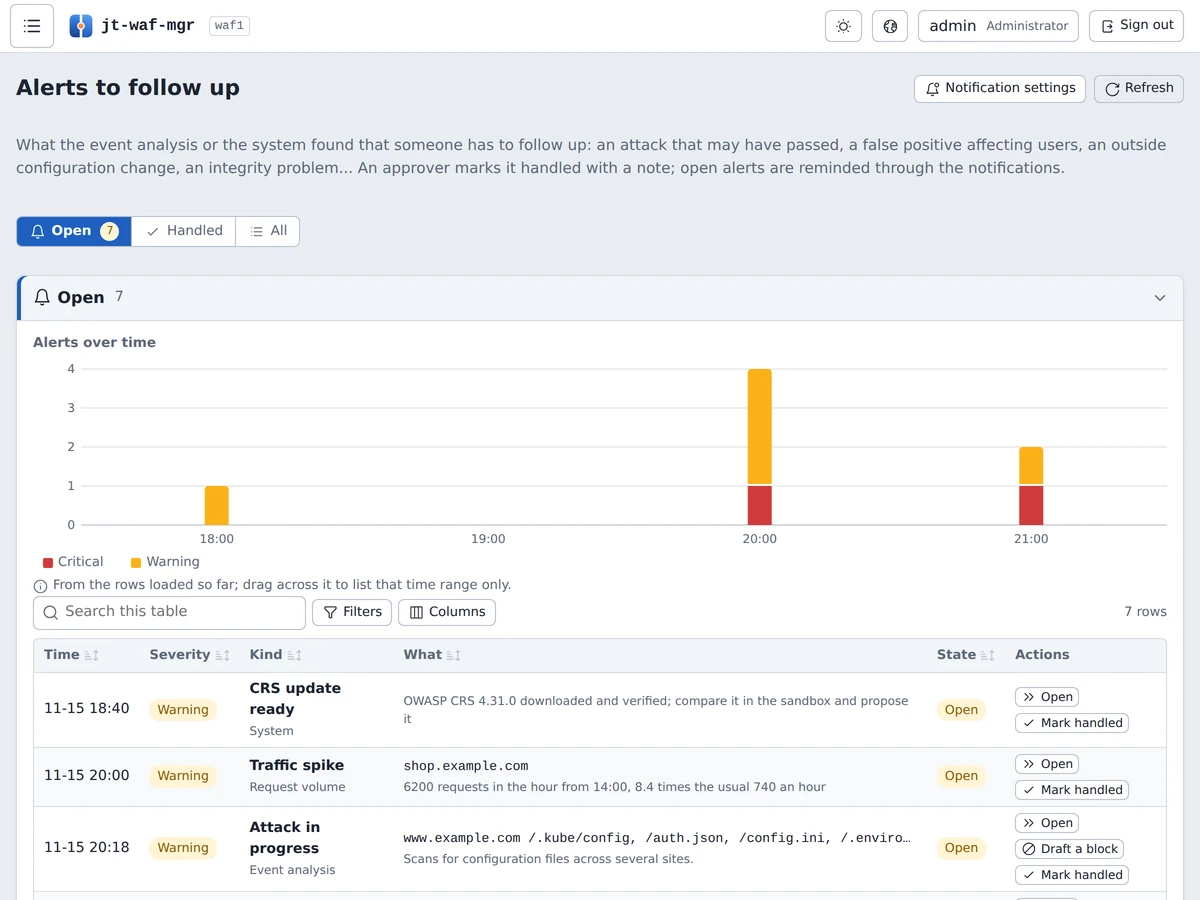 jt-waf-mgr waf1 admin Administrator Sign out
Alerts to follow up
Notification settings Refresh
What the event analysis or the system found that someone has to follow up: an attack that may have passed, a false positive affecting users, an outside
configuration change, an integrity problem... An approver marks it handled with a note; open alerts are reminded through the notifications.
Open 7 Handled All
Open 7
Alerts over time
4
3
2
1
0
18:00 19:00 20:00 21:00
Critical Warning
From the rows loaded so far; drag across it to list that time range only.
Search this table Filters Columns 7 rows
Time Severity Kind What State Actions
11-15 18:40 Warning CRS update ready
System
OWASP CRS 4.31.0 downloaded and verified; compare it in the sandbox and propose
it
Open
Open
Mark handled
11-15 20:00 Warning Traffic spike
Request volume
shop.example.com
6200 requests in the hour from 14:00, 8.4 times the usual 740 an hour
Open
Open
Mark handled
11-15 20:18 Warning Attack in progress
Event analysis
www.example.com /.kube/config, /auth.json, /config.ini, /.enviro…
Scans for configuration files across several sites.
Open
Open
Draft a block
Mark handled